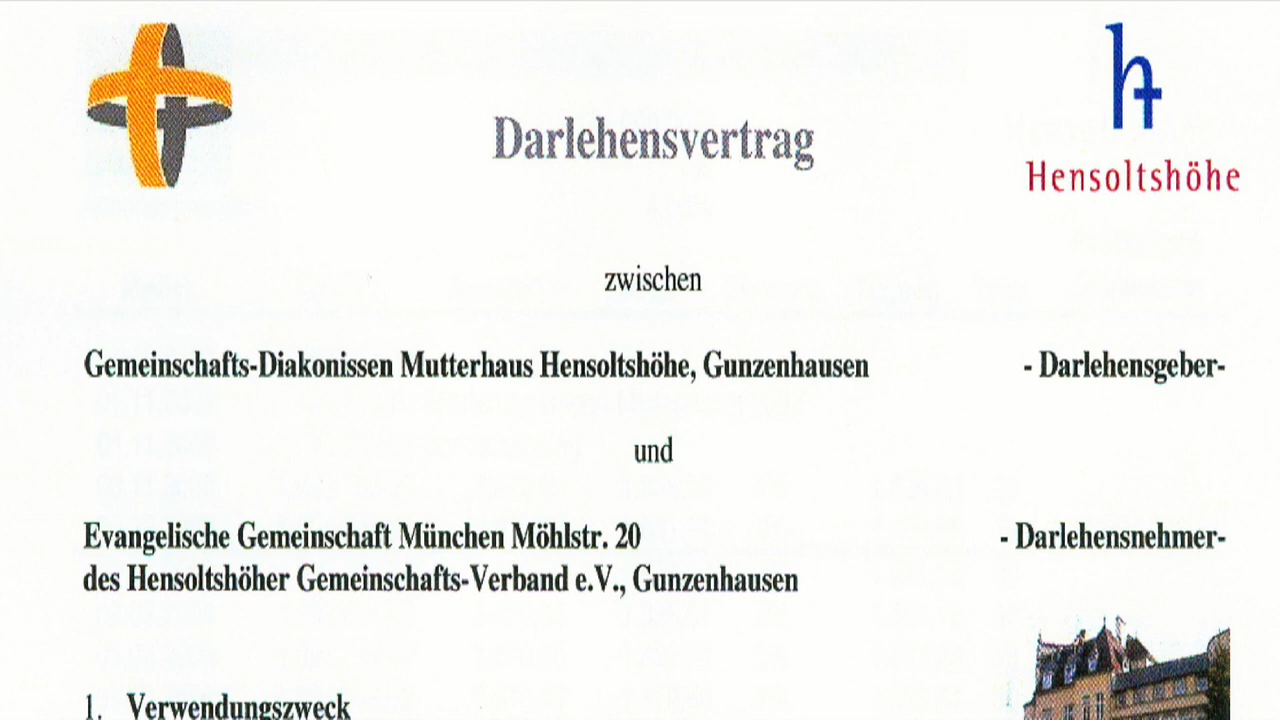 Darlehensvertrag
Hensoltshöhe
zwischen
Gemeinschafts-Diakonissen Mutterhaus Hensoltshöhe, Gunzenhausen - Darlehensgeber-
und
Evangelische Gemeinschaft München Möhlstr. 20 - Darlehensnehmer-
des Hensoltshöher Gemeinschafts-Verband e.V., Gunzenhausen
1. Verwendungszweck